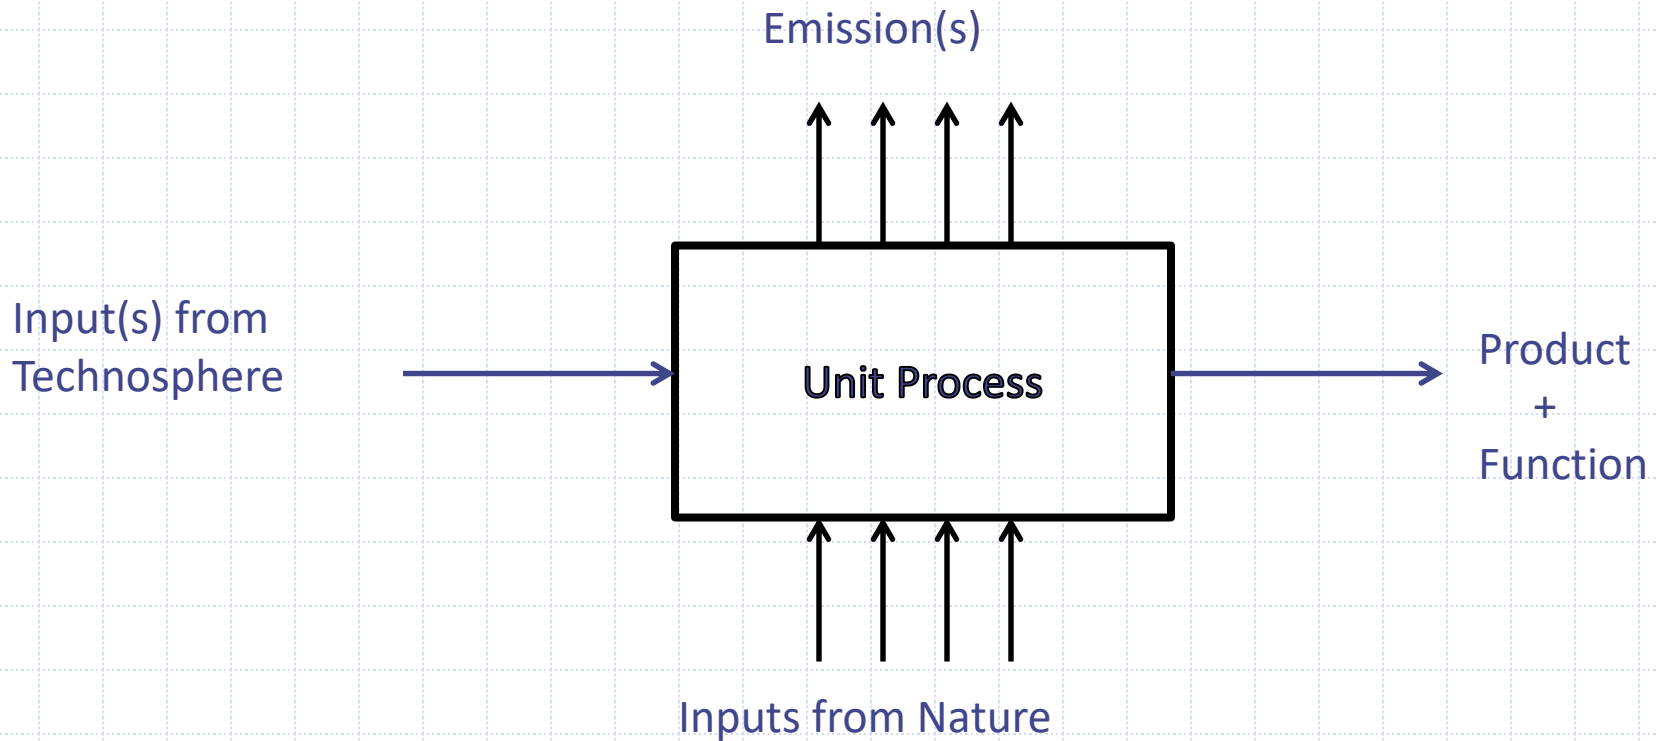 Emission(s)
Input(s) from
Technosphere
Unit Process
Product
+
Function
Inputs from Nature